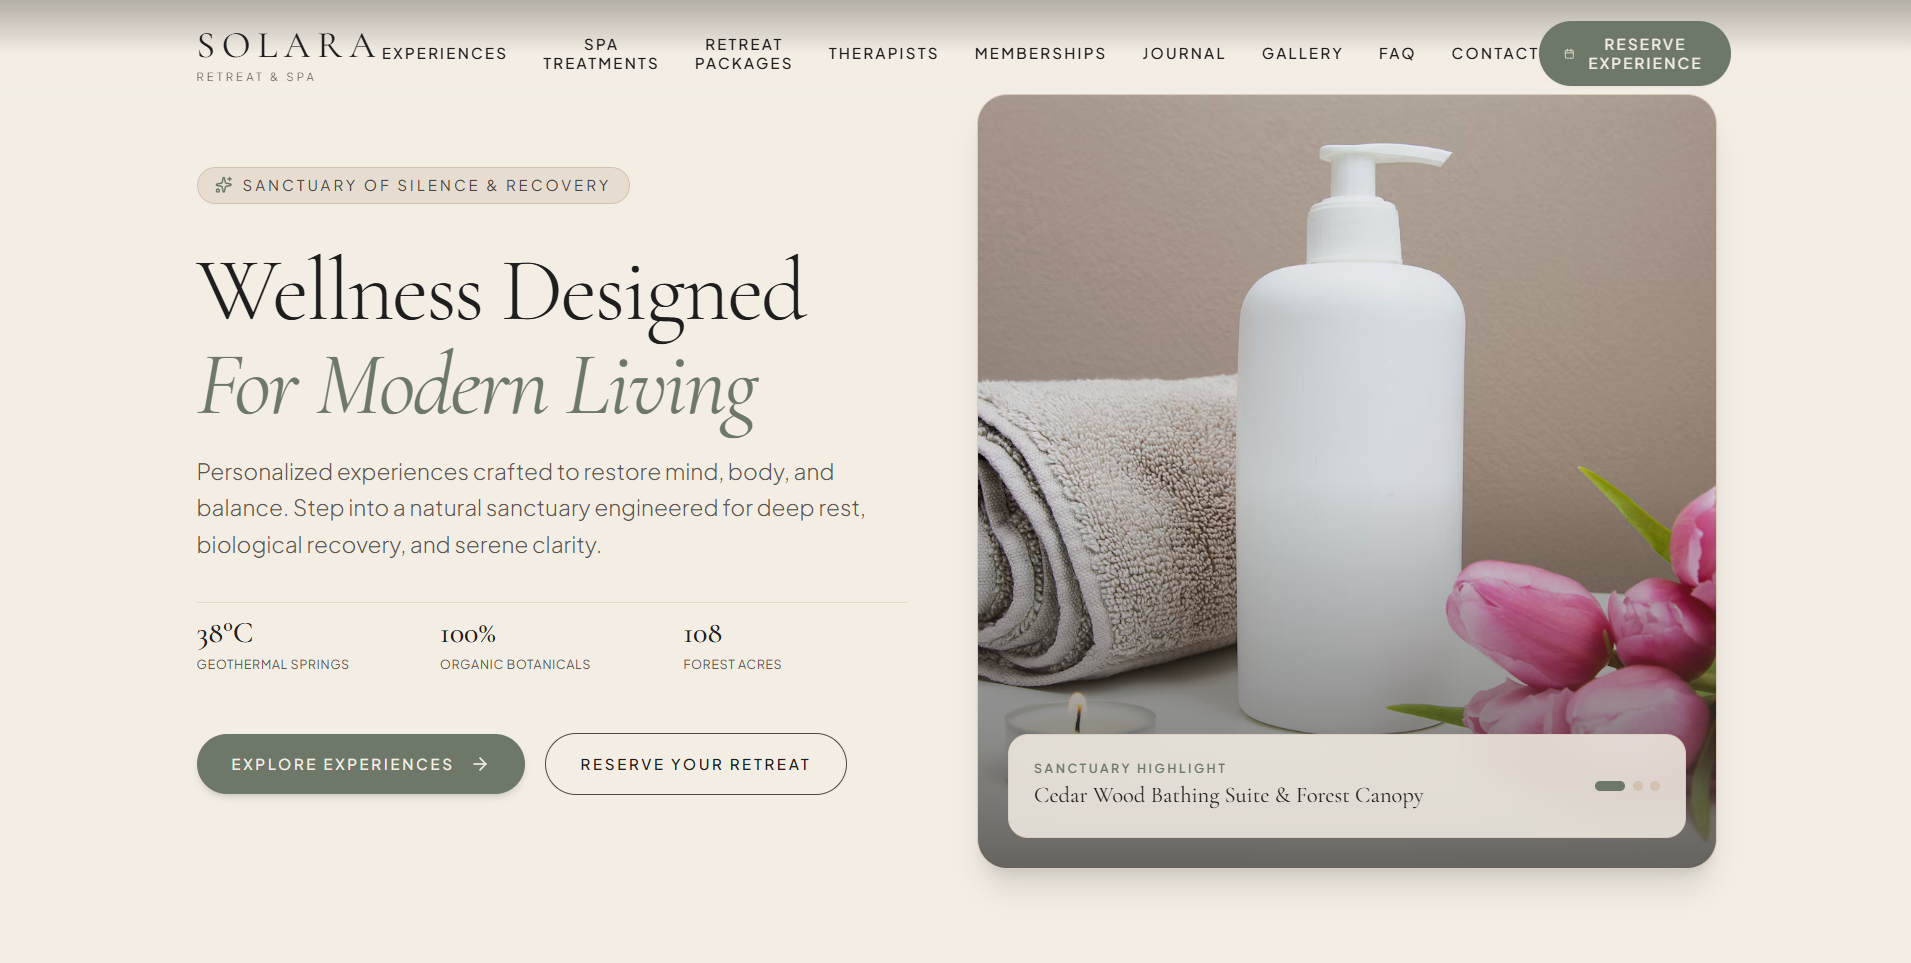 SOLARA
RETREAT & SPA
EXPERIENCES
SPA
TREATMENTS
RETREAT
PACKAGES
THERAPISTS
MEMBERSHIPS
JOURNAL
GALLERY
FAQ
CONTACT
RESERVE
EXPERIENCE
SANCTUARY OF SILENCE & RECOVERY
Wellness Designed
For Modern Living
Personalized experiences crafted to restore mind, body, and
balance. Step into a natural sanctuary engineered for deep rest,
biological recovery, and serene clarity.
38°C
GEOTHERMAL SPRINGS
100%
ORGANIC BOTANICALS
108
FOREST ACRES
EXPLORE EXPERIENCES
RESERVE YOUR RETREAT
SANCTUARY HIGHLIGHT
Cedar Wood Bathing Suite & Forest Canopy